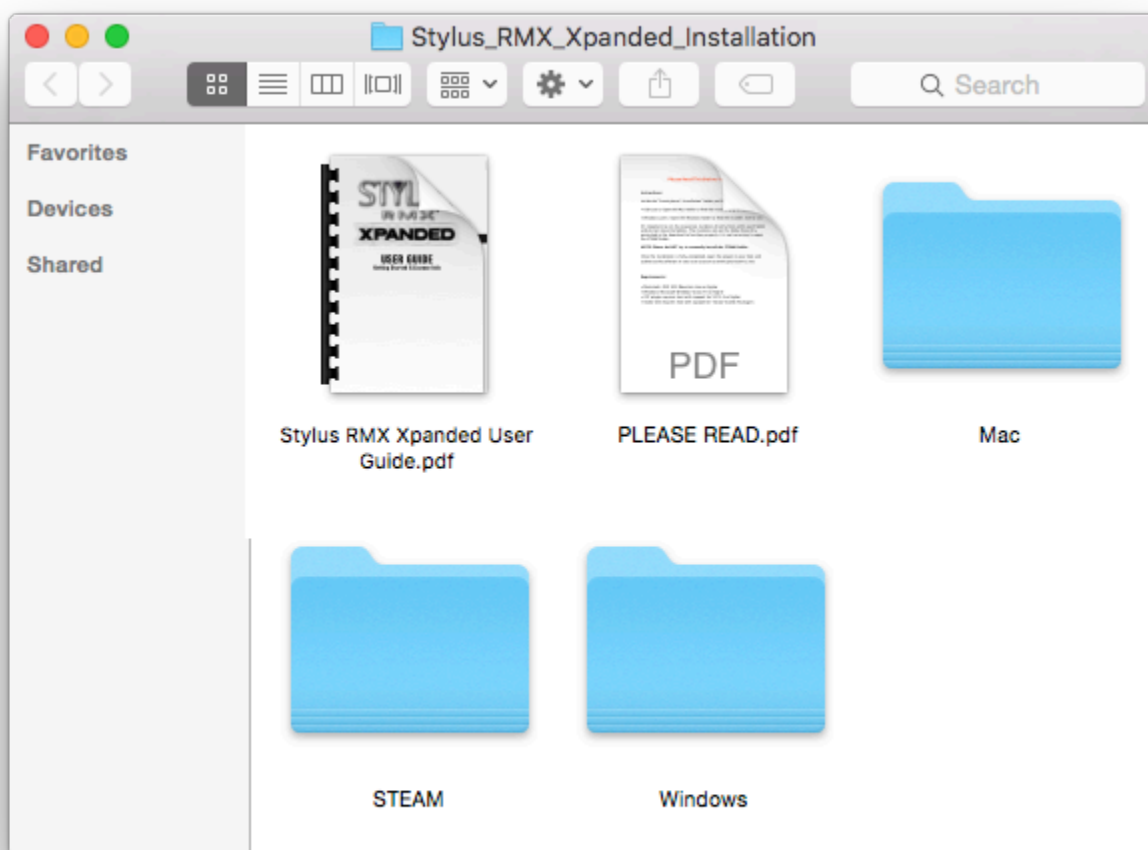 Stylus_RMX_Xpanded_Installation
Search
Favorites
Devices
Shared
STYL
RMX
XPANDED
USER GUIDE
Stylus RMX Xpanded User
Guide.pdf
PDF
PLEASE READ.pdf
Mac
STEAM
Windows